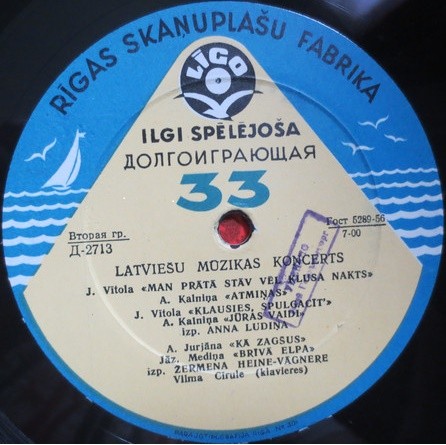 RĪGAS SKAŅUPLAŠU FABRIKA
LĪGO
ILGI SPĒLĒJOŠA
ДОЛГОИГРАЮЩАЯ
33
Вторая гр. Гост 5289-56
Д-2713 7-00
LATVIEŠU MŪZIKAS KONCERTS
J. Vītola «MAN PRĀTĀ STĀV VĒL KLUSA NAKTS»
A. Kalniņa «ATMIŅAS»
J. Vītola «KLAUSIES, SPULGACĪT'»
A. Kalniņa «JŪRAS VAIDI»
izp. ANNA LUDIŅA
A. Jurjāna «KĀ ZAGSUS»
Jāz. Mediņa «BRĪVĀ ELPA»
izp. ŽERMĒNA HEINE-VĀGNERE
Vilma Cīrule (klavieres)